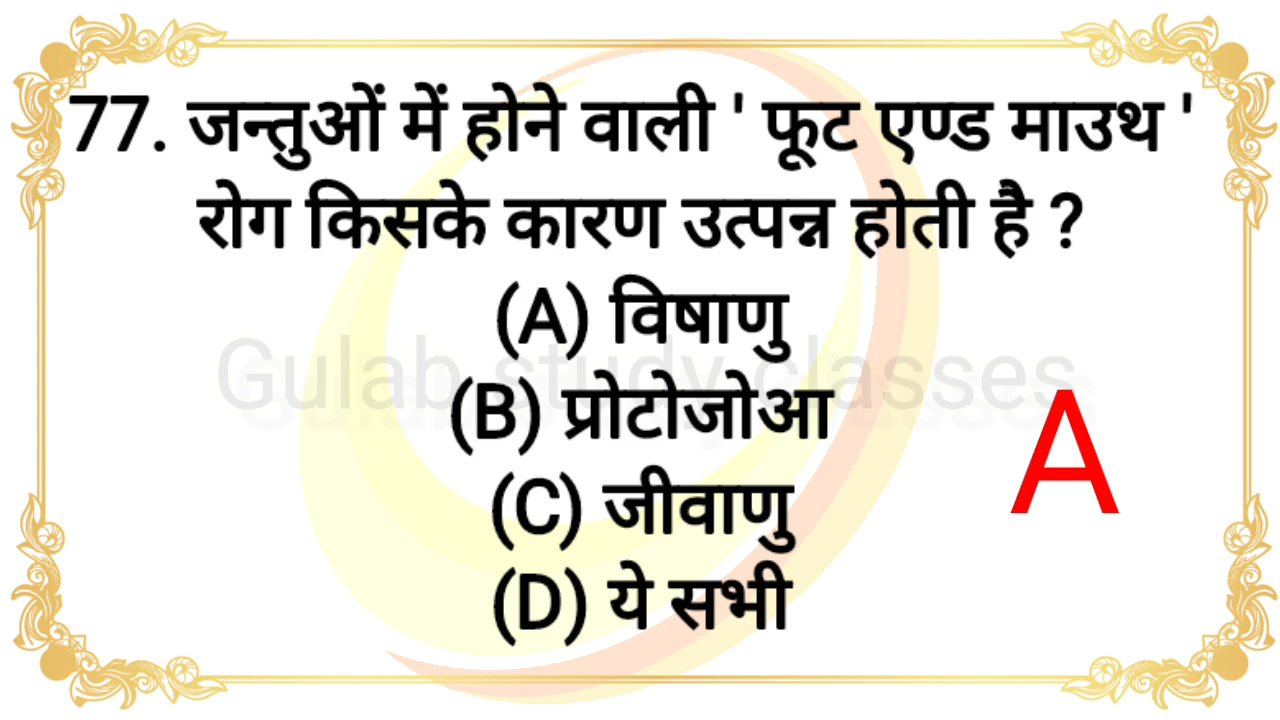 77. जन्तुओं में होने वाली ' फूट एण्ड माउथ '
रोग किसके कारण उत्पन्न होती है ?
(A) विषाणु
Gulab study classes
(B) प्रोटोजोआ
A
(C) जीवाणु
(D) ये सभी